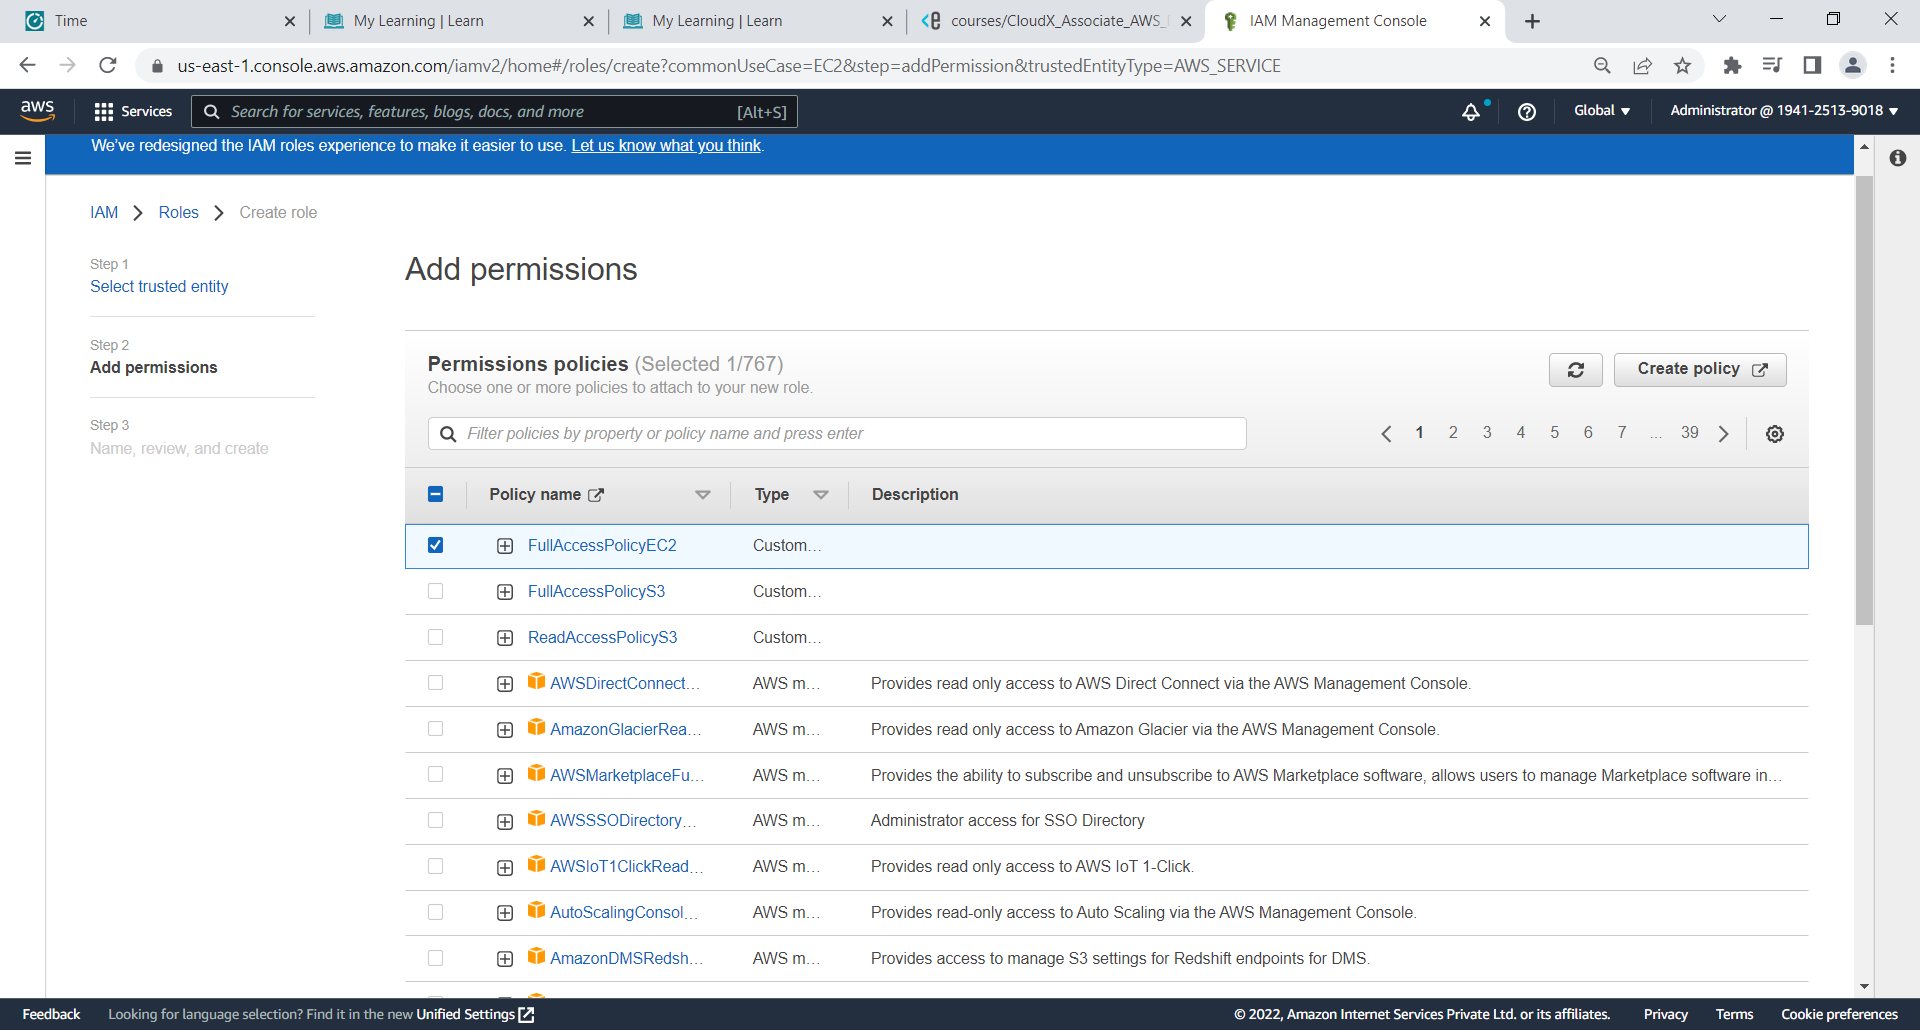 Time
My Learning | Learn
My Learning | Learn
courses/CloudX_Associate_AWS_
IAM Management Console
us-east-1.console.aws.amazon.com/iamv2/home#/roles/create?commonUseCase=EC2&step=addPermission&trustedEntityType=AWS_SERVICE
aws
Services
Search for services, features, blogs, docs, and more
[Alt+S]
Global
Administrator @ 1941-2513-9018
We've redesigned the IAM roles experience to make it easier to use. Let us know what you think.
IAM
Roles
Create role
Step 1
Select trusted entity
Step 2
Add permissions
Step 3
Name, review, and create
Add permissions
Permissions policies (Selected 1/767)
Choose one or more policies to attach to your new role.
Create policy
Filter policies by property or policy name and press enter
1 2 3 4 5 6 7 ... 39
Policy name Type Description
FullAccessPolicyEC2 Custom…
FullAccessPolicyS3 Custom…
ReadAccessPolicyS3 Custom…
AWSDirectConnect… AWS m… Provides read only access to AWS Direct Connect via the AWS Management Console.
AmazonGlacierRea… AWS m… Provides read only access to Amazon Glacier via the AWS Management Console.
AWSMarketplaceFu… AWS m… Provides the ability to subscribe and unsubscribe to AWS Marketplace software, allows users to manage Marketplace software in…
AWSSSODirectory… AWS m… Administrator access for SSO Directory
AWSIoT1ClickRead… AWS m… Provides read only access to AWS IoT 1-Click.
AutoScalingConsol… AWS m… Provides read-only access to Auto Scaling via the AWS Management Console.
AmazonDMSRedsh… AWS m… Provides access to manage S3 settings for Redshift endpoints for DMS.
Feedback
Looking for language selection? Find it in the new Unified Settings
© 2022, Amazon Internet Services Private Ltd. or its affiliates.
Privacy
Terms
Cookie preferences